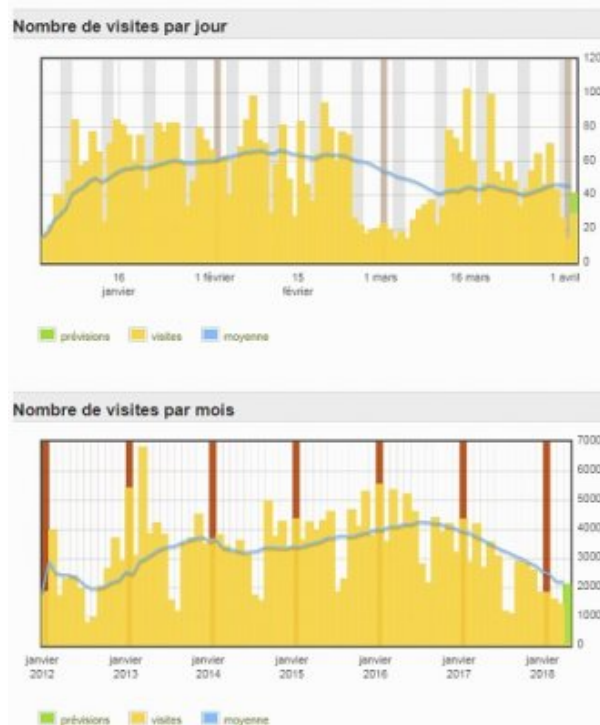 Nombre de visites par jour
120
100
80
60
40
20
0
16 janvier
1 février
15 février
1 mars
16 mars
1 avril
prévisions visites moyenne
Nombre de visites par mois
7000
6000
5000
4000
3000
2000
1000
0
janvier 2012
janvier 2013
janvier 2014
janvier 2015
janvier 2016
janvier 2017
janvier 2018
prévisions visites moyenne